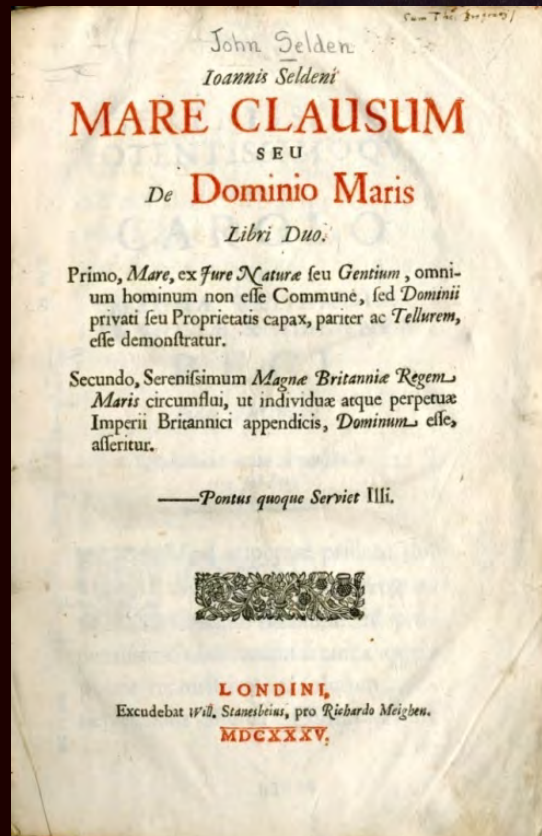 John Selden
Ioannis Seldeni
MARE CLAUSUM
SEU
De Dominio Maris
Libri Duo.
Primo, Mare, ex Jure Naturæ ſeu Gentium, omni-
um hominum non eſſe Commune, ſed Dominii
privati ſeu Proprietatis capax, pariter ac Tellurem,
eſſe demonſtratur.
Secundo, Sereniſſimum Magnæ Britanniæ Regem
Maris circumflui, ut individuæ atque perpetuæ
Imperii Britannici appendicis, Dominum eſſe,
aſſeritur.
——Pontus quoque Serviet Illi.
LONDINI,
Excudebat Will. Stanesbeius, pro Richardo Meighen.
MDCXXXV.